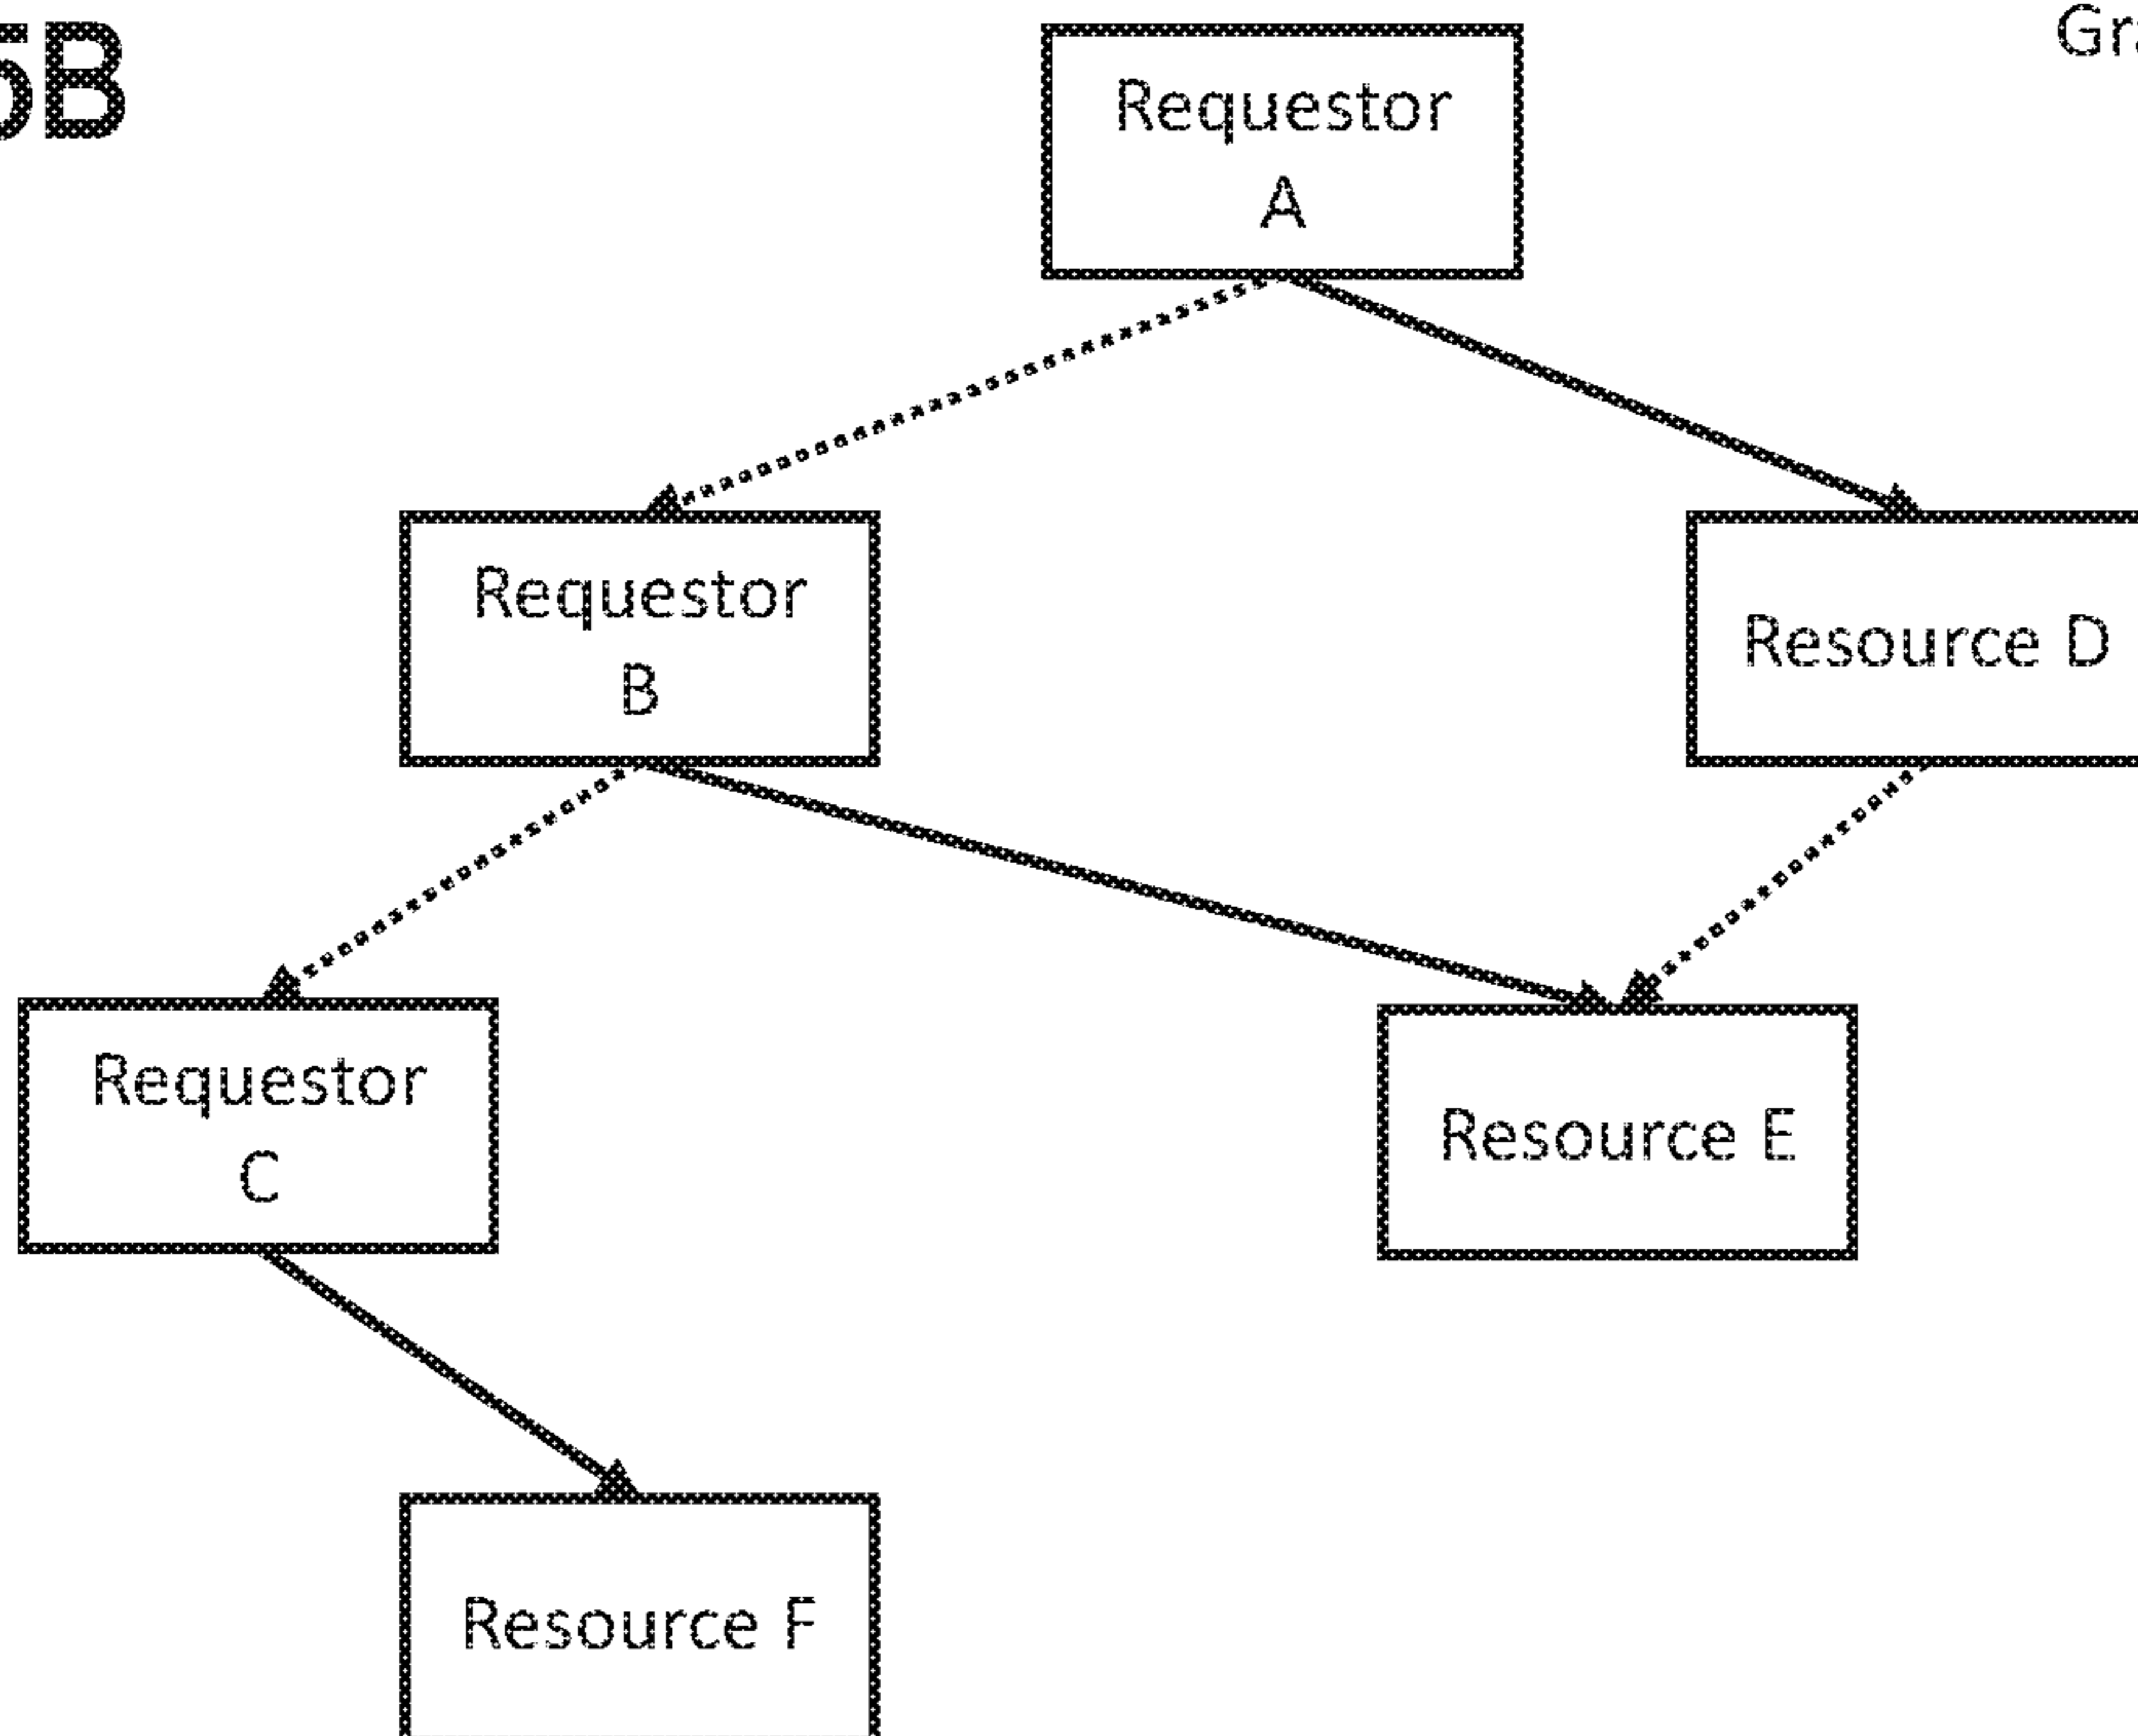 5B
Requestor
A
Requestor
B
Resource D
Requestor
C
Resource E
Resource F